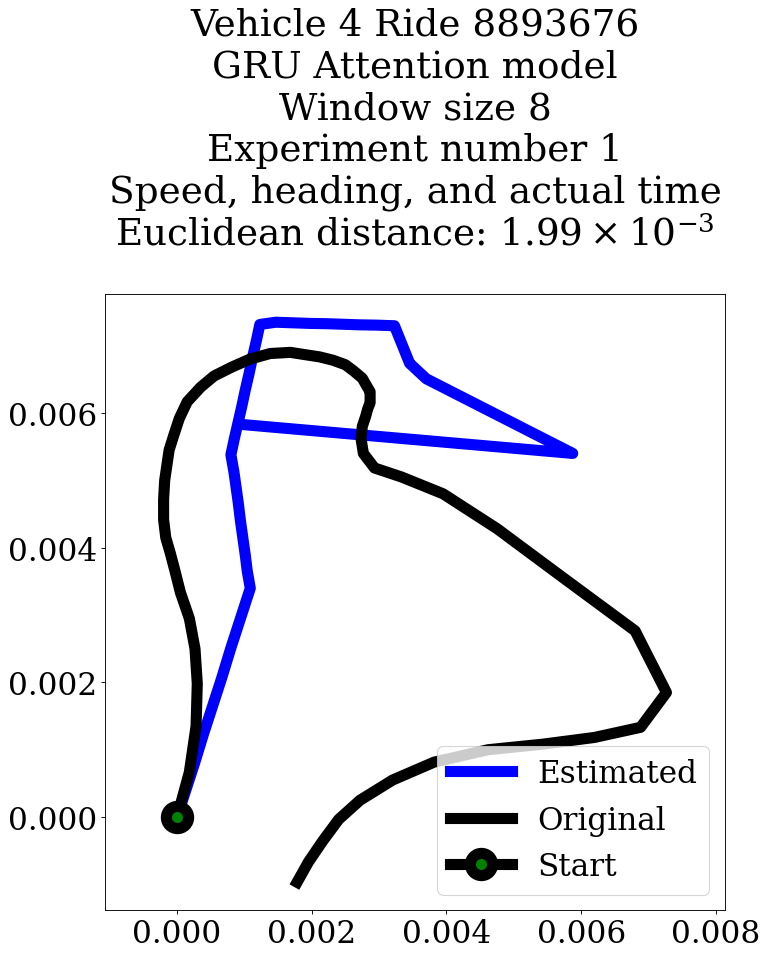 Vehicle 4 Ride 8893676
GRU Attention model
Window size 8
Experiment number 1
Speed, heading, and actual time
Euclidean distance: 1.99 × 10⁻³
0.006
0.004
0.002
0.000
Estimated
Original
Start
0.000 0.002 0.004 0.006 0.008